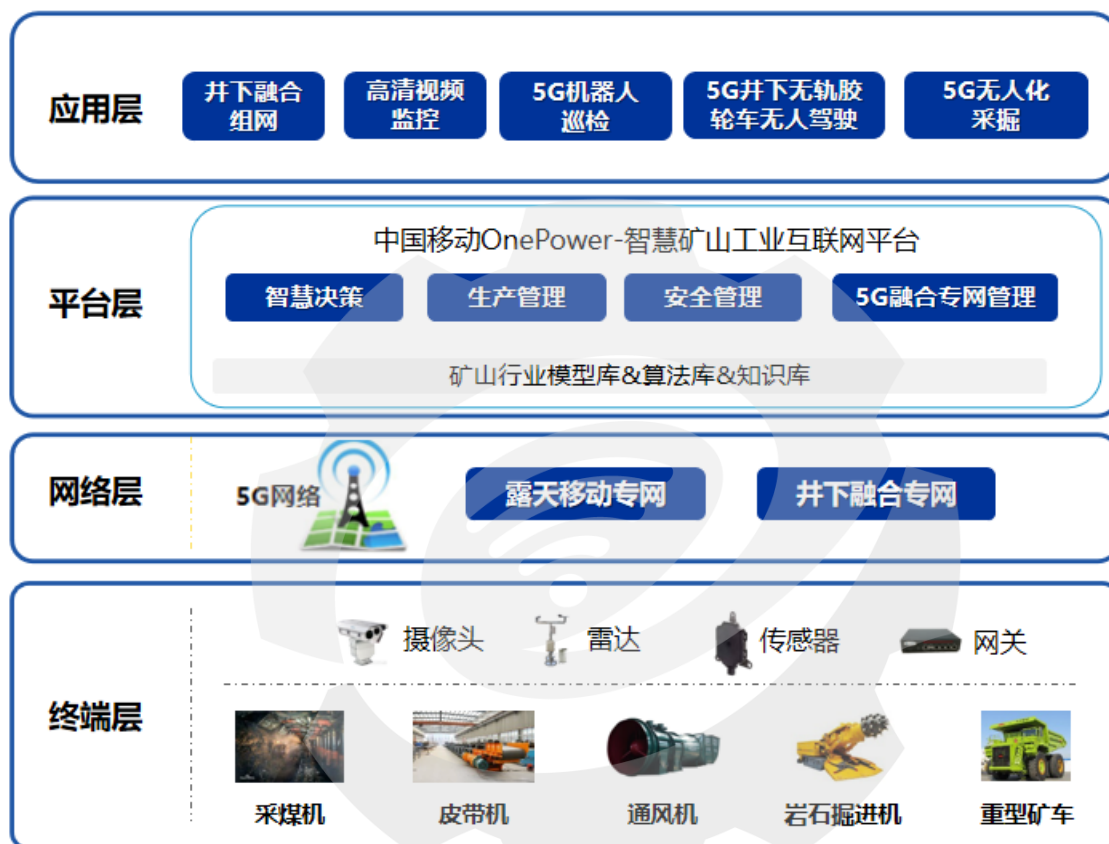 应用层
井下融合
组网
高清视频
监控
5G机器人
巡检
5G井下无轨胶
轮车无人驾驶
5G无人化
采掘
平台层
中国移动OnePower-智慧矿山工业互联网平台
智慧决策
生产管理
安全管理
5G融合专网管理
矿山行业模型库&算法库&知识库
网络层
5G网络
露天移动专网
井下融合专网
终端层
摄像头
雷达
传感器
网关
采煤机
皮带机
通风机
岩石掘进机
重型矿车